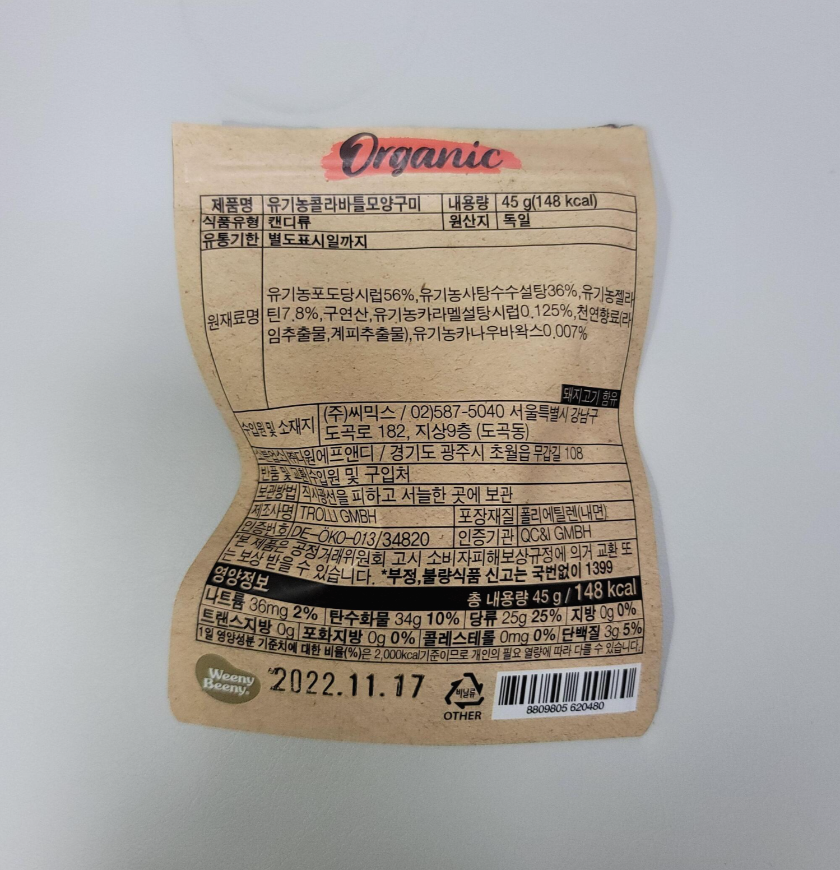 Organic
제품명 유기농콜라바틀모양구미 내용량 45 g(148 kcal)
식품유형 캔디류 원산지 독일
유통기한 별도표시일까지
유기농포도당시럽56%,유기농사탕수수설탕36%,유기농젤라
원재료명 틴7.8%,구연산,유기농카라멜설탕시럽0.125%,천연향료(라
임추출물,계피추출물),유기농카나우바왁스0.007%
돼지고기 함유
수입원 및 소재지 (주)씨믹스 / 02)587-5040 서울특별시 강남구
도곡로 182, 지상9층 (도곡동)
원에프앤디 / 경기도 광주시 초월읍 무갑길 108
반품 및 교환 수입원 및 구입처
보관방법 직사광선을 피하고 서늘한 곳에 보관
제조사명 TROLLI GMBH 포장재질 폴리에틸렌(내면)
인증번호 DE-ÖKO-013/34820 인증기관 QC&I GMBH
본 제품은 공정거래위원회 고시 소비자피해보상규정에 의거 교환 또
는 보상 받을 수 있습니다. *부정,불량식품 신고는 국번없이 1399
영양정보 총 내용량 45 g / 148 kcal
나트륨 36mg 2% 탄수화물 34g 10% 당류 25g 25% 지방 0g 0%
트랜스지방 0g 포화지방 0g 0% 콜레스테롤 0mg 0% 단백질 3g 5%
1일 영양성분 기준치에 대한 비율(%)은 2,000kcal기준이므로 개인의 필요 열량에 따라 다를 수 있습니다.
Weeny
Beeny®
2022.11.17
비닐류
OTHER
8809805 620480